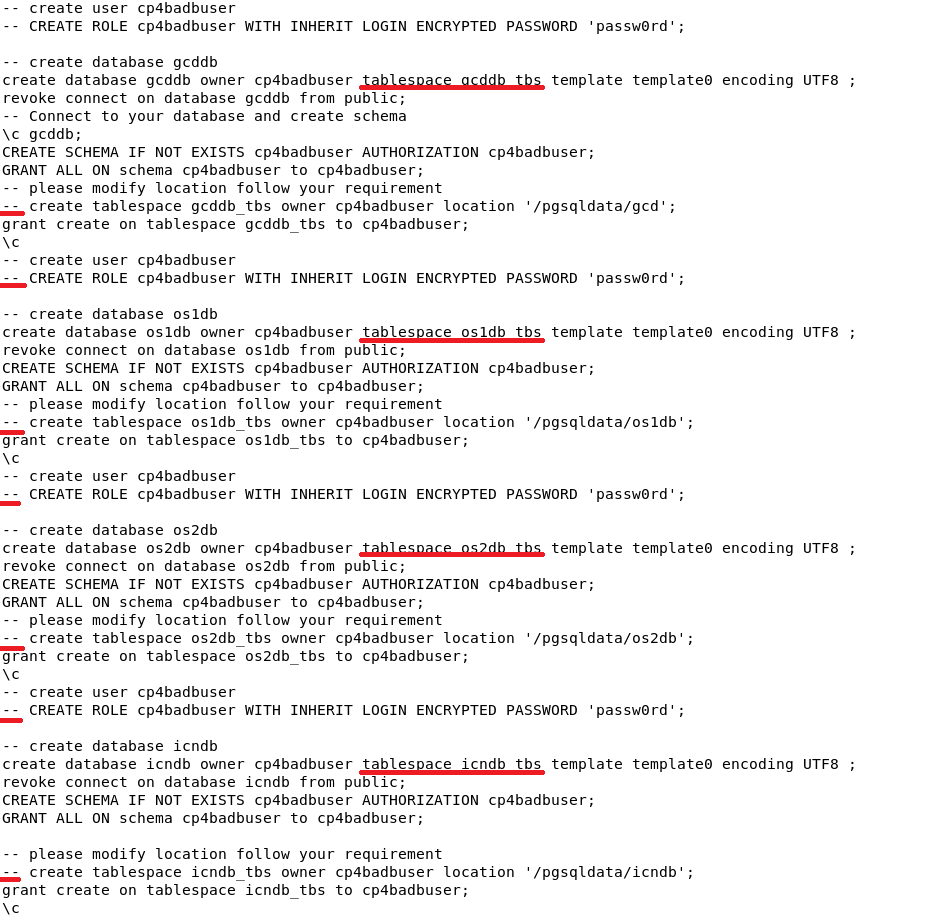 -- create user cp4badbuser
-- CREATE ROLE cp4badbuser WITH INHERIT LOGIN ENCRYPTED PASSWORD 'passw0rd';
-- create database gcddb
create database gcddb owner cp4badbuser tablespace gcddb_tbs template template0 encoding UTF8 ;
revoke connect on database gcddb from public;
-- Connect to your database and create schema
\c gcddb;
CREATE SCHEMA IF NOT EXISTS cp4badbuser AUTHORIZATION cp4badbuser;
GRANT ALL ON schema cp4badbuser to cp4badbuser;
-- please modify location follow your requirement
-- create tablespace gcddb_tbs owner cp4badbuser location '/pgsqldata/gcd';
grant create on tablespace gcddb_tbs to cp4badbuser;
\c
-- create user cp4badbuser
-- CREATE ROLE cp4badbuser WITH INHERIT LOGIN ENCRYPTED PASSWORD 'passw0rd';
-- create database os1db
create database os1db owner cp4badbuser tablespace os1db_tbs template template0 encoding UTF8 ;
revoke connect on database os1db from public;
CREATE SCHEMA IF NOT EXISTS cp4badbuser AUTHORIZATION cp4badbuser;
GRANT ALL ON schema cp4badbuser to cp4badbuser;
-- please modify location follow your requirement
-- create tablespace os1db_tbs owner cp4badbuser location '/pgsqldata/os1db';
grant create on tablespace os1db_tbs to cp4badbuser;
\c
-- create user cp4badbuser
-- CREATE ROLE cp4badbuser WITH INHERIT LOGIN ENCRYPTED PASSWORD 'passw0rd';
-- create database os2db
create database os2db owner cp4badbuser tablespace os2db_tbs template template0 encoding UTF8 ;
revoke connect on database os2db from public;
CREATE SCHEMA IF NOT EXISTS cp4badbuser AUTHORIZATION cp4badbuser;
GRANT ALL ON schema cp4badbuser to cp4badbuser;
-- please modify location follow your requirement
-- create tablespace os2db_tbs owner cp4badbuser location '/pgsqldata/os2db';
grant create on tablespace os2db_tbs to cp4badbuser;
\c
-- create user cp4badbuser
-- CREATE ROLE cp4badbuser WITH INHERIT LOGIN ENCRYPTED PASSWORD 'passw0rd';
-- create database icndb
create database icndb owner cp4badbuser tablespace icndb_tbs template template0 encoding UTF8 ;
revoke connect on database icndb from public;
CREATE SCHEMA IF NOT EXISTS cp4badbuser AUTHORIZATION cp4badbuser;
GRANT ALL ON schema cp4badbuser to cp4badbuser;
-- please modify location follow your requirement
-- create tablespace icndb_tbs owner cp4badbuser location '/pgsqldata/icndb';
grant create on tablespace icndb_tbs to cp4badbuser;
\c